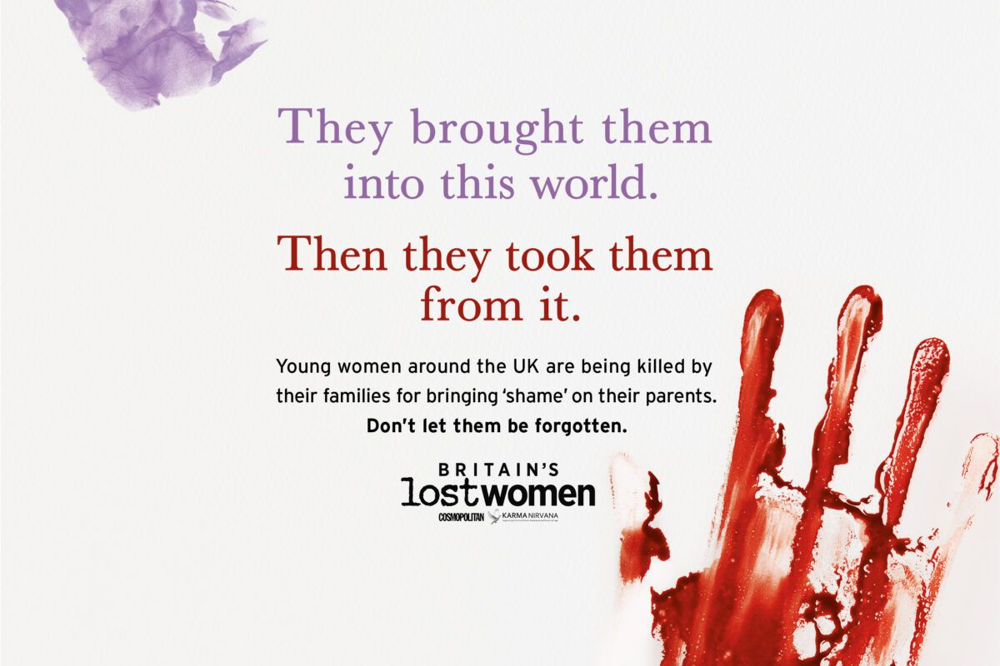 They brought them
into this world.
Then they took them
from it.
Young women around the UK are being killed by
their families for bringing ‘shame’ on their parents.
Don’t let them be forgotten.
BRITAIN’S
lostwomen
COSMOPOLITAN KARMA NIRVANA